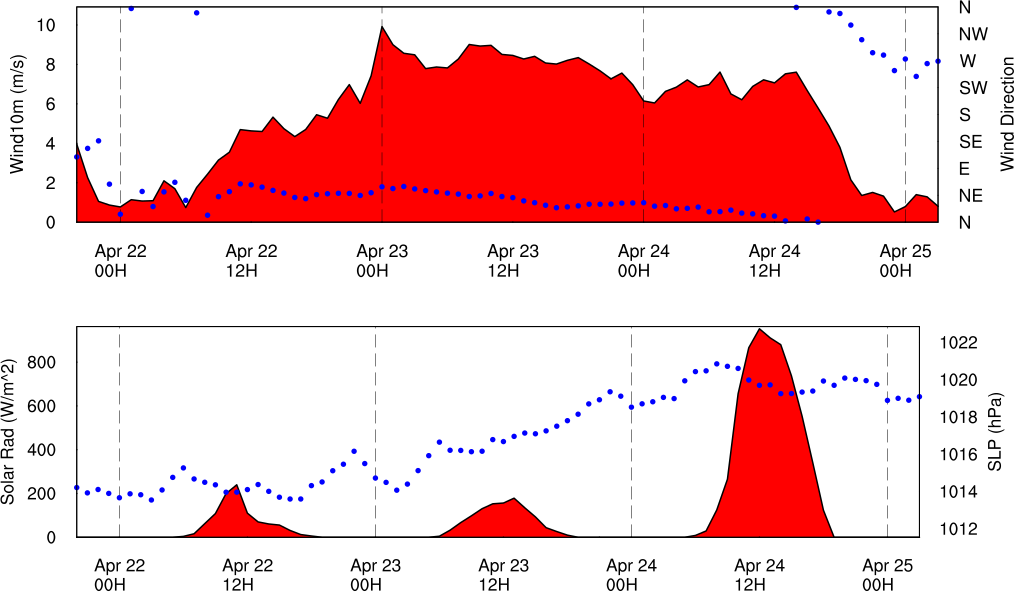 Wind10m (m/s)
10
8
6
4
2
0
N
NW
W
SW
S
SE
E
NE
N
Wind Direction
Apr 22 Apr 22 Apr 23 Apr 23 Apr 24 Apr 24 Apr 25
00H 12H 00H 12H 00H 12H 00H
Solar Rad (W/m^2)
800
600
400
200
0
1022
1020
1018
1016
1014
1012
SLP (hPa)
Apr 22 Apr 22 Apr 23 Apr 23 Apr 24 Apr 24 Apr 25
00H 12H 00H 12H 00H 12H 00H